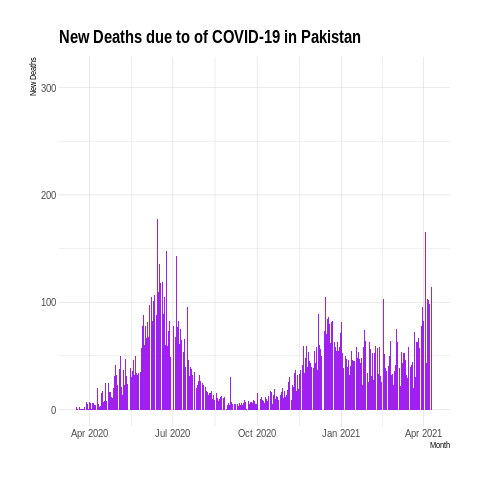 New Deaths due to of COVID-19 in Pakistan
New Deaths
300
200
100
0
Apr 2020 Jul 2020 Oct 2020 Jan 2021 Apr 2021
Month